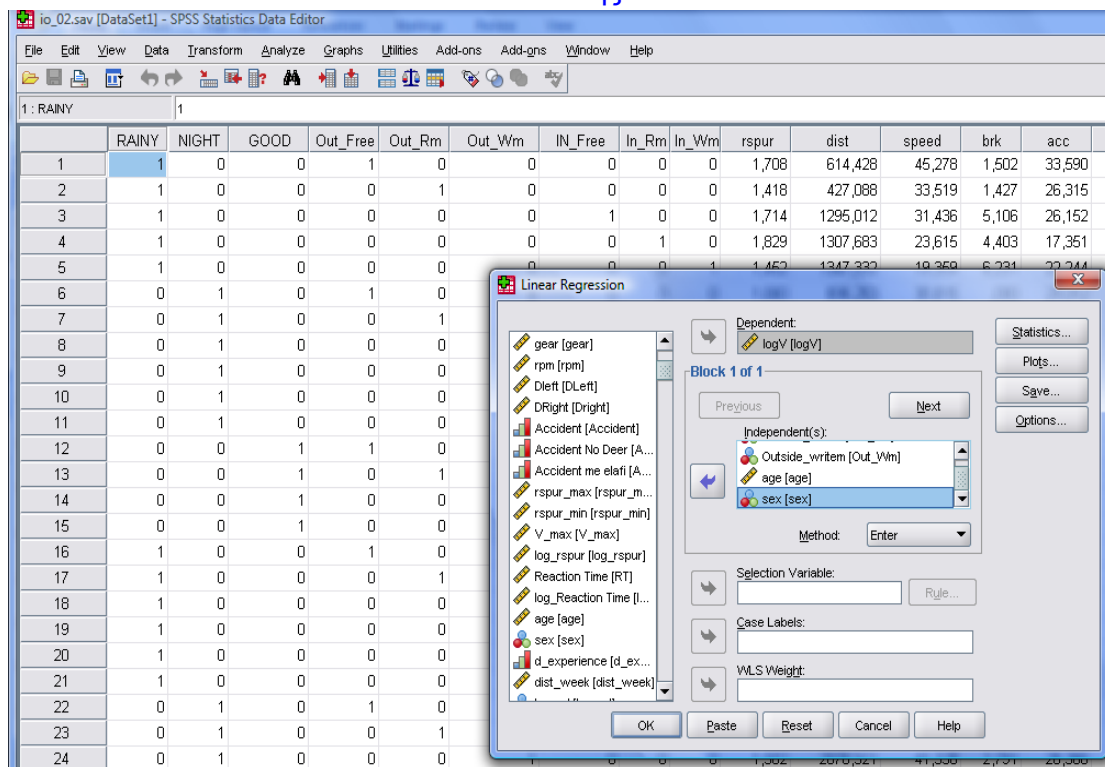 io_02.sav [DataSet1] - SPSS Statistics Data Editor
File Edit View Data Transform Analyze Graphs Utilities Add-ons Add-ons Window Help
1 : RAINY 1
RAINY NIGHT GOOD Out_Free Out_Rm Out_Wm IN_Free In_Rm In_Wm rspur dist speed brk acc
1 1 0 0 1 0 0 0 0 0 1,708 614,428 45,278 1,502 33,590
2 1 0 0 0 1 0 0 0 0 1,418 427,088 33,519 1,427 26,315
3 1 0 0 0 0 0 1 0 0 1,714 1295,012 31,436 5,106 26,152
4 1 0 0 0 0 0 0 1 0 1,829 1307,683 23,615 4,403 17,351
5 1 0 0 0 0 0 0 0 1 1,452 1347,332 19,359 6,231 22,244
6 0 1 0 1 0
7 0 1 0 0 1
8 0 1 0 0 0
9 0 1 0 0 0
10 0 1 0 0 0
11 0 1 0 0 0
12 0 0 1 1 0
13 0 0 1 0 1
14 0 0 1 0 0
15 0 0 1 0 0
16 1 0 0 1 0
17 1 0 0 0 1
18 1 0 0 0 0
19 1 0 0 0 0
20 1 0 0 0 0
21 1 0 0 0 0
22 0 1 0 1 0
23 0 1 0 0 1
24 0 1 0 0 0
Linear Regression
gear [gear]
rpm [rpm]
Dleft [DLeft]
DRight [Dright]
Accident [Accident]
Accident No Deer [A...
Accident me elafi [A...
rspur_max [rspur_m...
rspur_min [rspur_min]
V_max [V_max]
log_rspur [log_rspur]
Reaction Time [RT]
log_Reaction Time [l...
age [age]
sex [sex]
d_experience [d_ex...
dist_week [dist_week]
Dependent:
logV [logV]
Block 1 of 1
Previous Next
Independent(s):
Outside_writem [Out_Wm]
age [age]
sex [sex]
Method: Enter
Selection Variable:
Rule...
Case Labels:
WLS Weight:
Statistics...
Plots...
Save...
Options...
OK Paste Reset Cancel Help